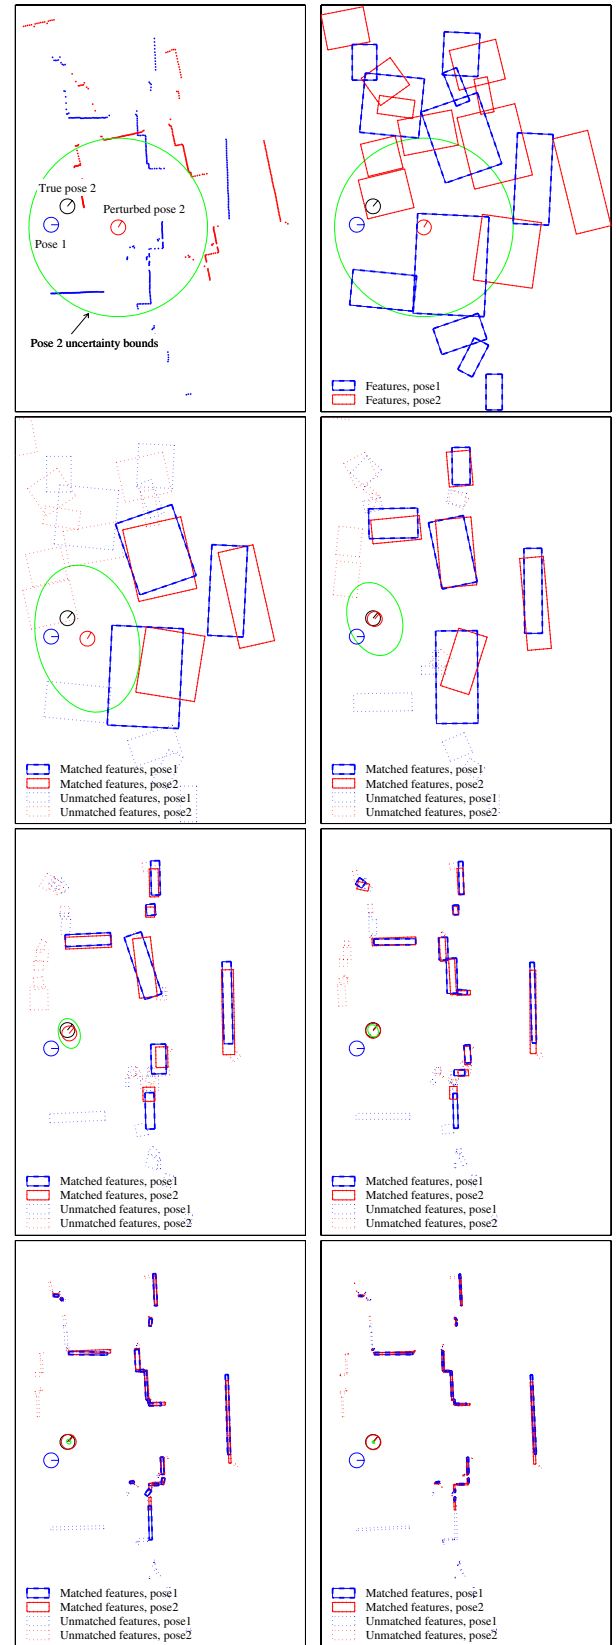 True pose 2
Perturbed pose 2
Pose 1
Pose 2 uncertainty bounds
Features, pose1
Features, pose2
Matched features, pose1
Matched features, pose2
Unmatched features, pose1
Unmatched features, pose2
Matched features, pose1
Matched features, pose2
Unmatched features, pose1
Unmatched features, pose2
Matched features, pose1
Matched features, pose2
Unmatched features, pose1
Unmatched features, pose2
Matched features, pose1
Matched features, pose2
Unmatched features, pose1
Unmatched features, pose2
Matched features, pose1
Matched features, pose2
Unmatched features, pose1
Unmatched features, pose2
Matched features, pose1
Matched features, pose2
Unmatched features, pose1
Unmatched features, pose2